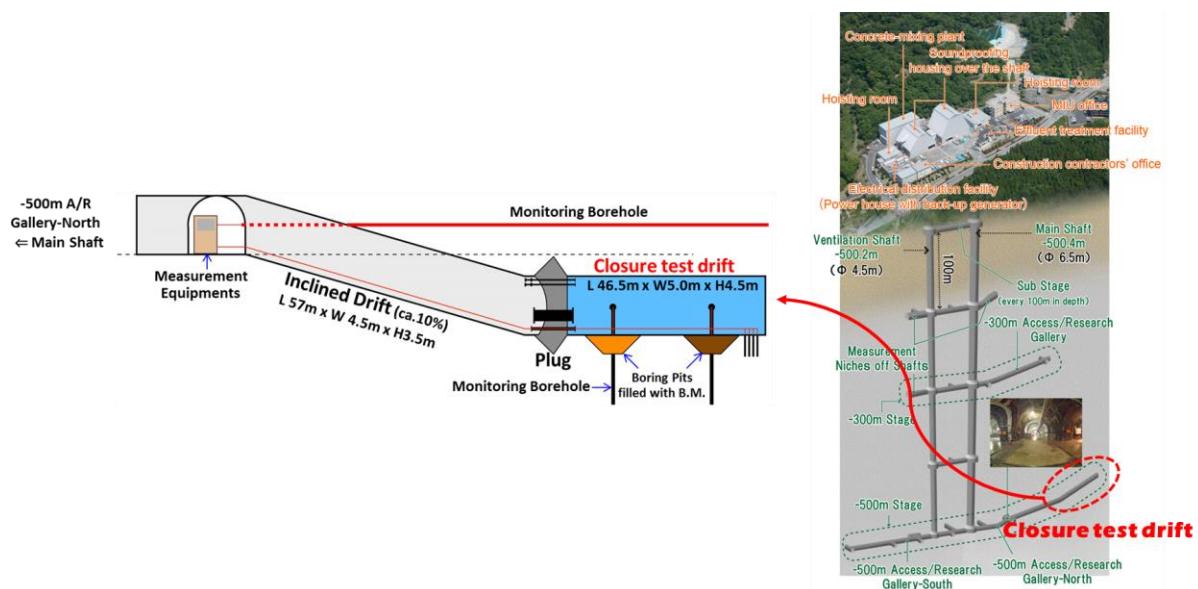 -500m A/R
Gallery-North
⇐ Main Shaft
Measurement
Equipments
Inclined Drift (ca.10%)
L 57m x W 4.5m x H3.5m
Monitoring Borehole
Closure test drift
L 46.5m x W5.0m x H4.5m
Plug
Monitoring Borehole
Boring Pits
filled with B.M.
Concrete-mixing plant
Soundproofing
housing over the shaft
Hoisting room
Hoisting room
MIU office
Effluent treatment facility
Construction contractors' office
Electrical distribution facility
(Power house with back-up generator)
Ventilation Shaft
-500.2m
(Φ 4.5m)
100m
Main Shaft
-500.4m
(Φ 6.5m)
Sub Stage
(every 100m in depth)
-300m Access/Research
Gallery
Measurement
Niches off Shafts
-300m Stage
-500m Stage
Closure test drift
-500m Access/Research
Gallery-South
-500m Access/Research
Gallery-North